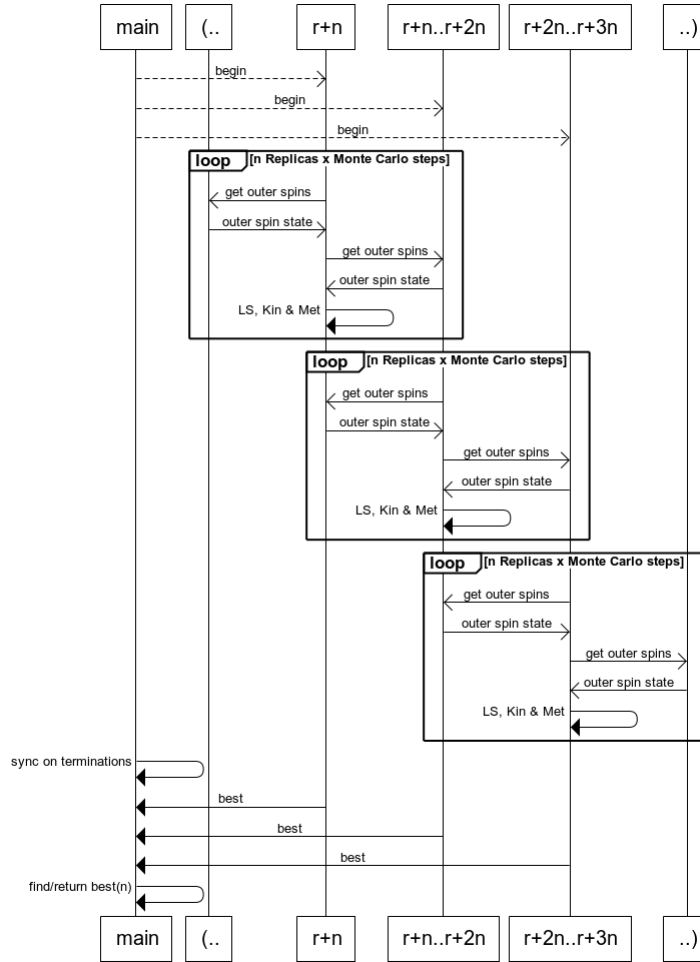 main
(..
r+n
r+n..r+2n
r+2n..r+3n
..)
begin
begin
begin
loop
[n Replicas x Monte Carlo steps]
get outer spins
outer spin state
get outer spins
outer spin state
LS, Kin & Met
loop
[n Replicas x Monte Carlo steps]
get outer spins
outer spin state
get outer spins
outer spin state
LS, Kin & Met
loop
[n Replicas x Monte Carlo steps]
get outer spins
outer spin state
get outer spins
outer spin state
LS, Kin & Met
sync on terminations
best
best
best
find/return best(n)
main
(..
r+n
r+n..r+2n
r+2n..r+3n
..)